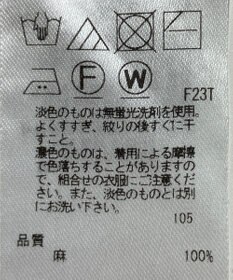 F W
F23T
淡色のものは無蛍光洗剤を使用。
よくすすぎ、絞りの後すぐに干
すこと。
濃色のものは、着用による摩擦
で色落ちすることがありますの
で、組合せの衣服にご注意くだ
さい。また、淡色のものとは別
にお洗い下さい。
105
品質
麻 100%